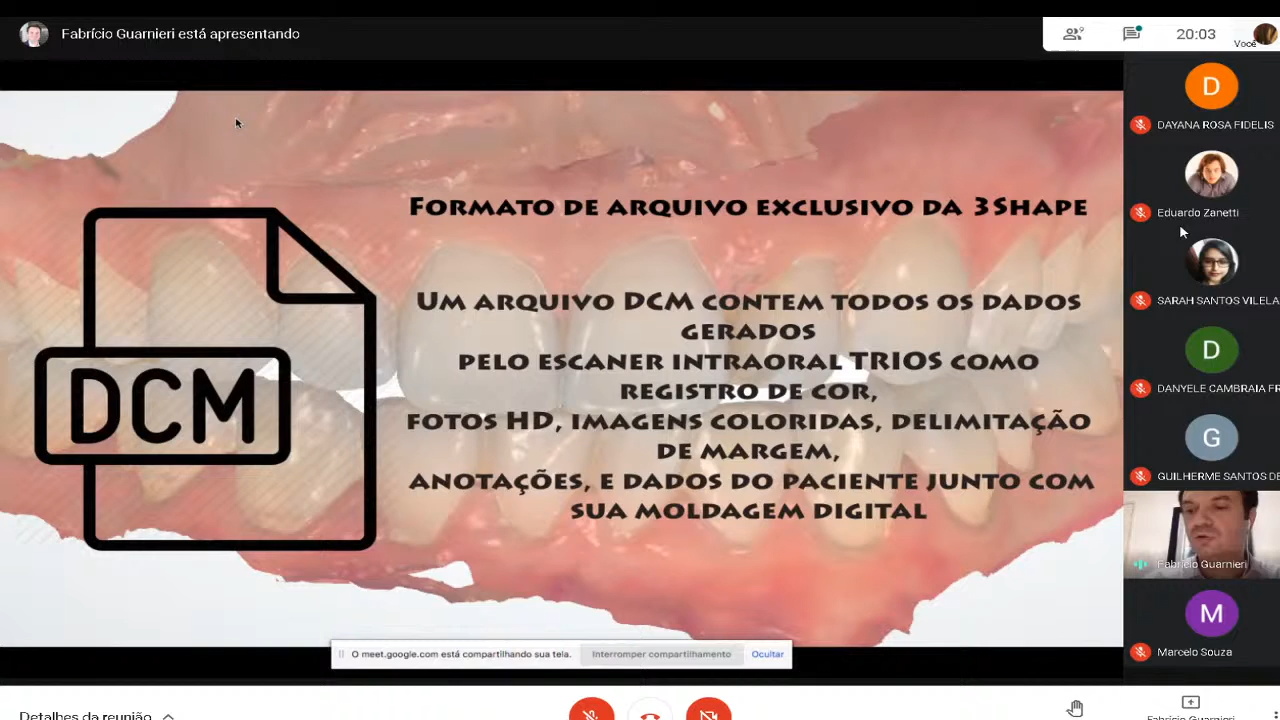 Fabrício Guarnieri está apresentando
9
20:03
Você
D
DAYANA ROSA FIDELIS
Eduardo Zanetti
SARAH SANTOS VILELA
D
DANYELE CAMBRAIA FR
G
GUILHERME SANTOS DE
Fabrício Guarnieri
M
Marcelo Souza
FORMATO DE ARQUIVO EXCLUSIVO DA 3SHAPE
UM ARQUIVO DCM CONTEM TODOS OS DADOS
GERADOS
PELO ESCANER INTRAORAL TRIOS COMO
REGISTRO DE COR,
FOTOS HD, IMAGENS COLORIDAS, DELIMITAÇÃO
DE MARGEM,
ANOTAÇÕES, E DADOS DO PACIENTE JUNTO COM
SUA MOLDAGEM DIGITAL
DCM
O meet.google.com está compartilhando sua tela.
Interromper compartilhamento
Ocultar
Detalhes da reunião
Fabrício Guarnieri